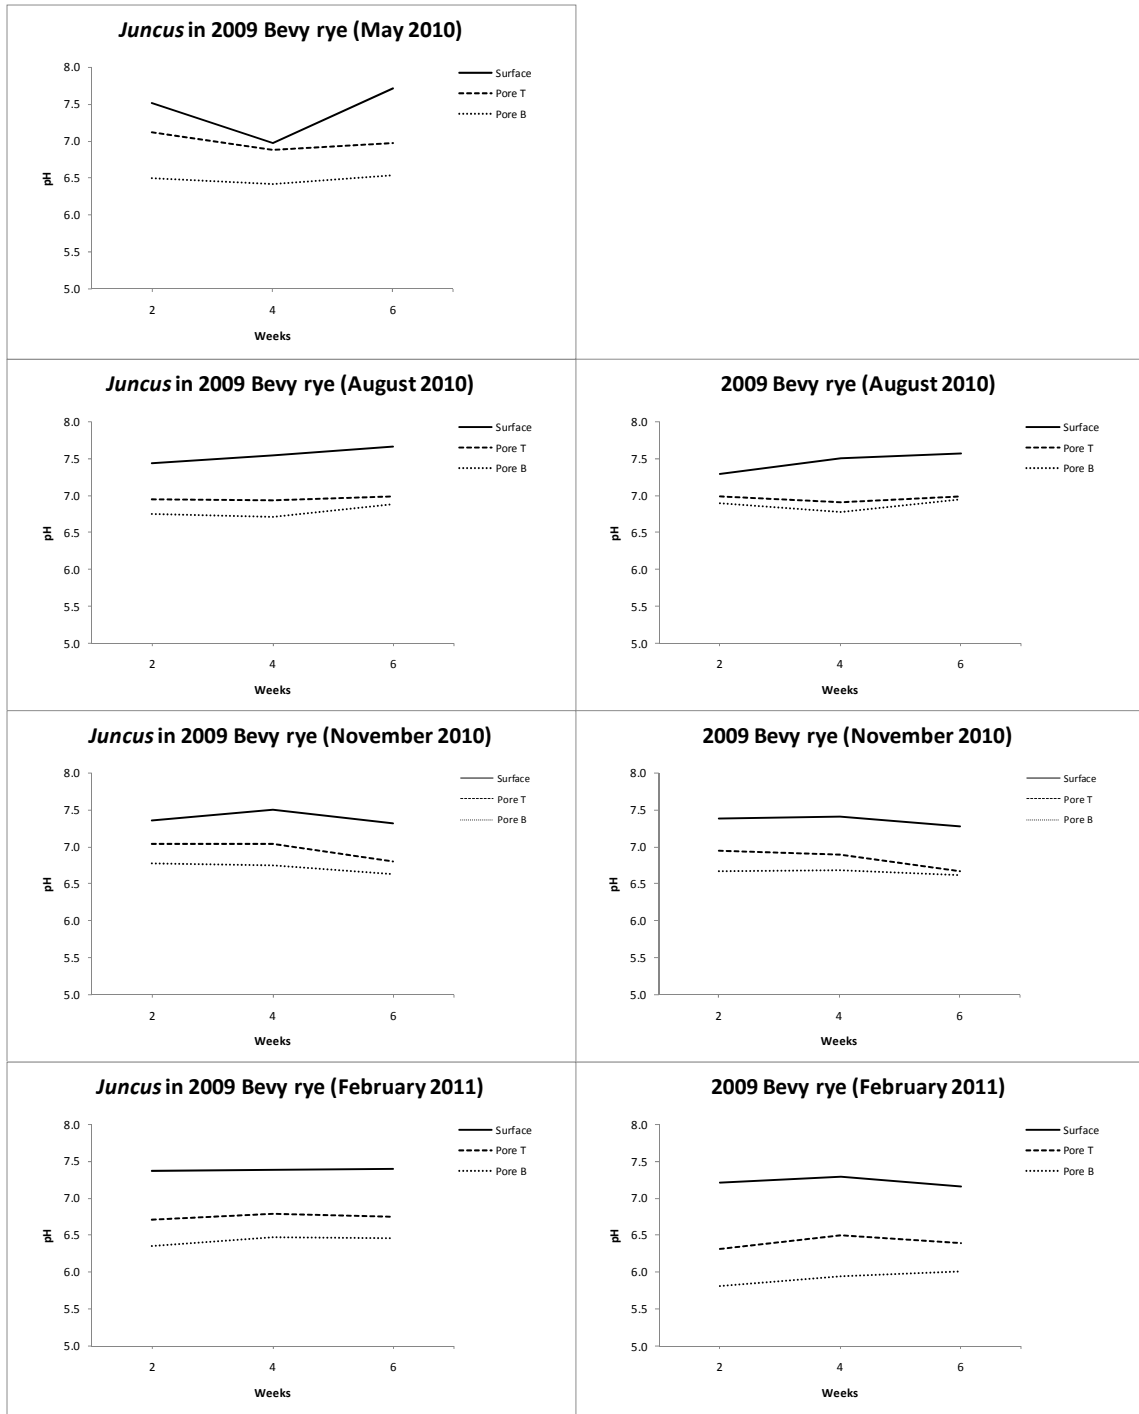 Juncus in 2009 Bevy rye (May 2010)
8.0
7.5
7.0
6.5
6.0
5.5
5.0
pH
2 4 6
Weeks
Surface
Pore T
Pore B
Juncus in 2009 Bevy rye (August 2010)
8.0
7.5
7.0
6.5
6.0
5.5
5.0
pH
2 4 6
Weeks
Surface
Pore T
Pore B
2009 Bevy rye (August 2010)
8.0
7.5
7.0
6.5
6.0
5.5
5.0
pH
2 4 6
Weeks
Surface
Pore T
Pore B
Juncus in 2009 Bevy rye (November 2010)
8.0
7.5
7.0
6.5
6.0
5.5
5.0
pH
2 4 6
Weeks
Surface
Pore T
Pore B
2009 Bevy rye (November 2010)
8.0
7.5
7.0
6.5
6.0
5.5
5.0
pH
2 4 6
Weeks
Surface
Pore T
Pore B
Juncus in 2009 Bevy rye (February 2011)
8.0
7.5
7.0
6.5
6.0
5.5
5.0
pH
2 4 6
Weeks
Surface
Pore T
Pore B
2009 Bevy rye (February 2011)
8.0
7.5
7.0
6.5
6.0
5.5
5.0
pH
2 4 6
Weeks
Surface
Pore T
Pore B